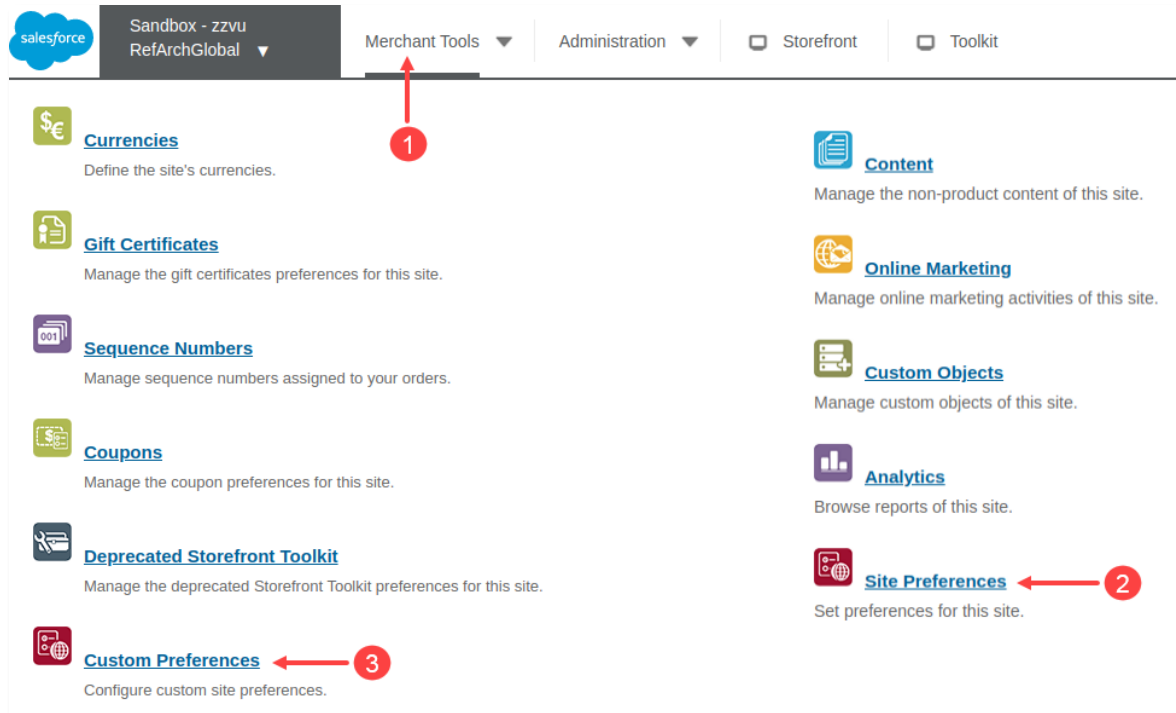 salesforce
Sandbox - zzvu
RefArchGlobal
Merchant Tools
Administration
Storefront
Toolkit
1
$€
Currencies
Define the site's currencies.
Gift Certificates
Manage the gift certificates preferences for this site.
001
Sequence Numbers
Manage sequence numbers assigned to your orders.
$
Coupons
Manage the coupon preferences for this site.
Deprecated Storefront Toolkit
Manage the deprecated Storefront Toolkit preferences for this site.
Custom Preferences
3
Configure custom site preferences.
Content
Manage the non-product content of this site.
Online Marketing
Manage online marketing activities of this site.
Custom Objects
Manage custom objects of this site.
Analytics
Browse reports of this site.
Site Preferences
2
Set preferences for this site.